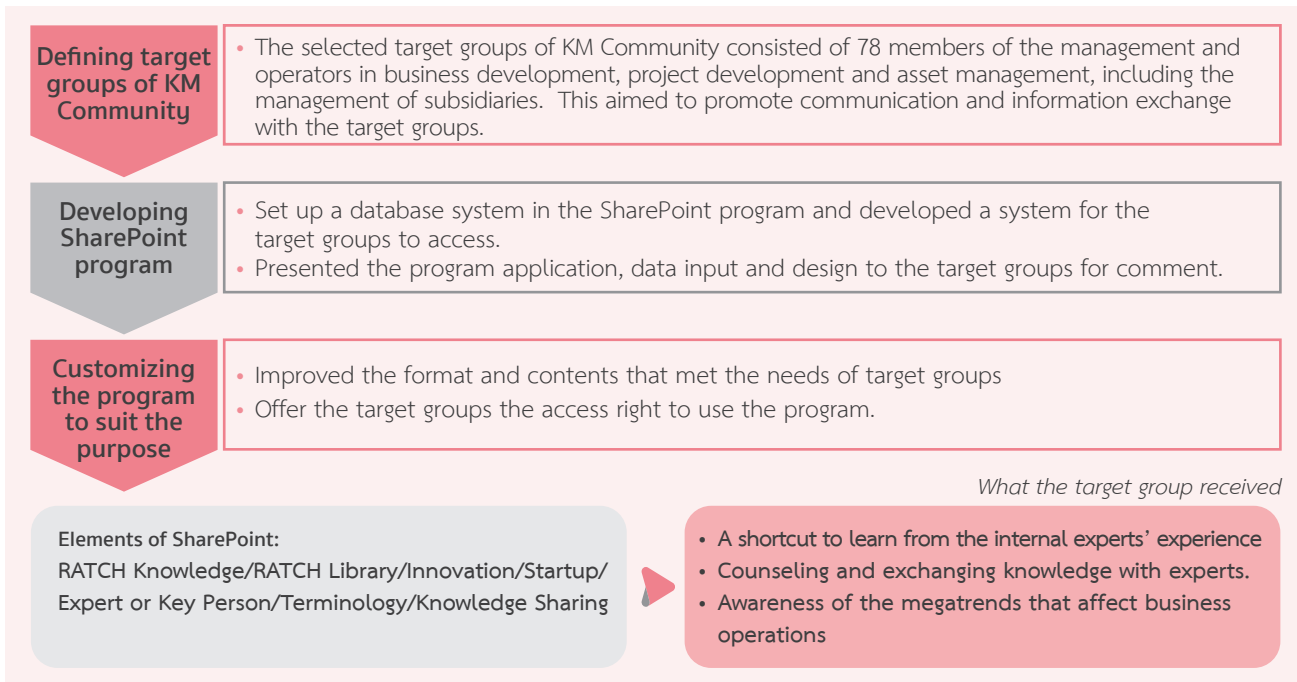 Defining target
groups of KM
Community
• The selected target groups of KM Community consisted of 78 members of the management and
operators in business development, project development and asset management, including the
management of subsidiaries. This aimed to promote communication and information exchange
with the target groups.
Developing
SharePoint
program
• Set up a database system in the SharePoint program and developed a system for the
target groups to access.
• Presented the program application, data input and design to the target groups for comment.
Customizing
the program
to suit the
purpose
• Improved the format and contents that met the needs of target groups
• Offer the target groups the access right to use the program.
What the target group received
Elements of SharePoint:
RATCH Knowledge/RATCH Library/Innovation/Startup/
Expert or Key Person/Terminology/Knowledge Sharing
• A shortcut to learn from the internal experts’ experience
• Counseling and exchanging knowledge with experts.
• Awareness of the megatrends that affect business
operations